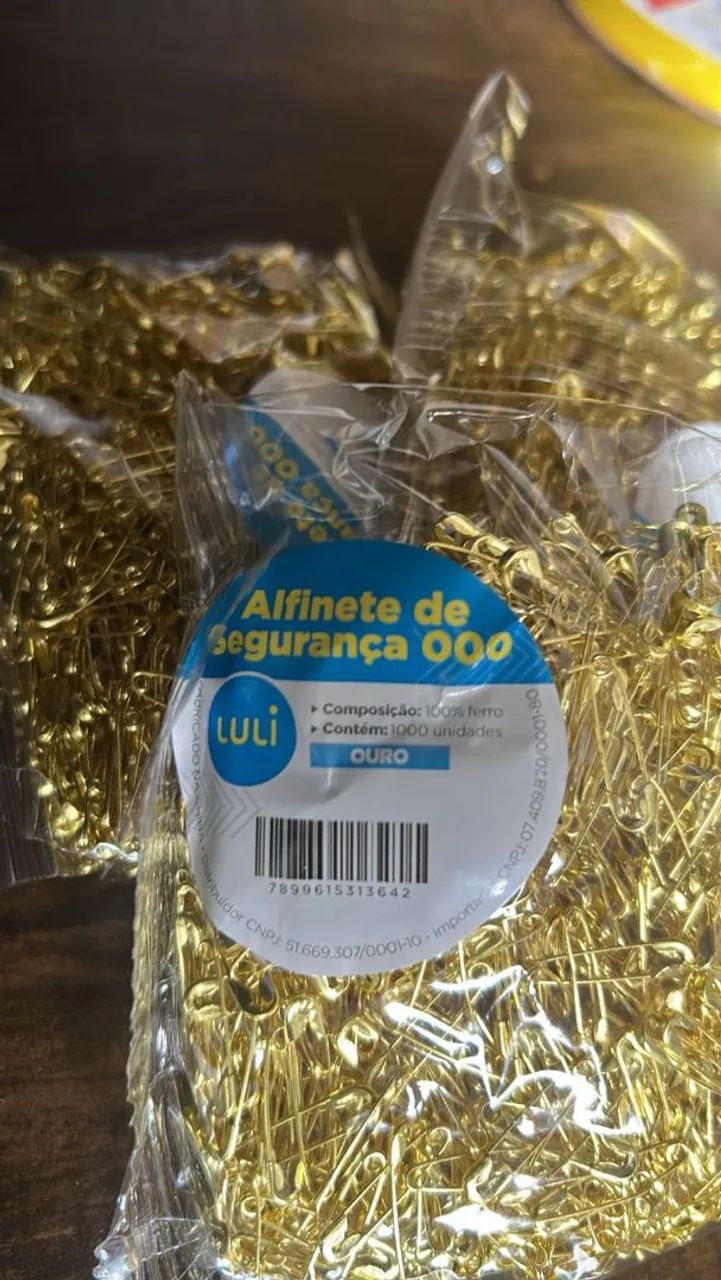 Alfinete de
Segurança 000
LULI
▸ Composição: 100% ferro
▸ Contém: 1000 unidades
OURO
7899615313642
Distribuidor CNPJ: 51.669.307/0001-10 - Importador CNPJ: 07.409.820/0001-80